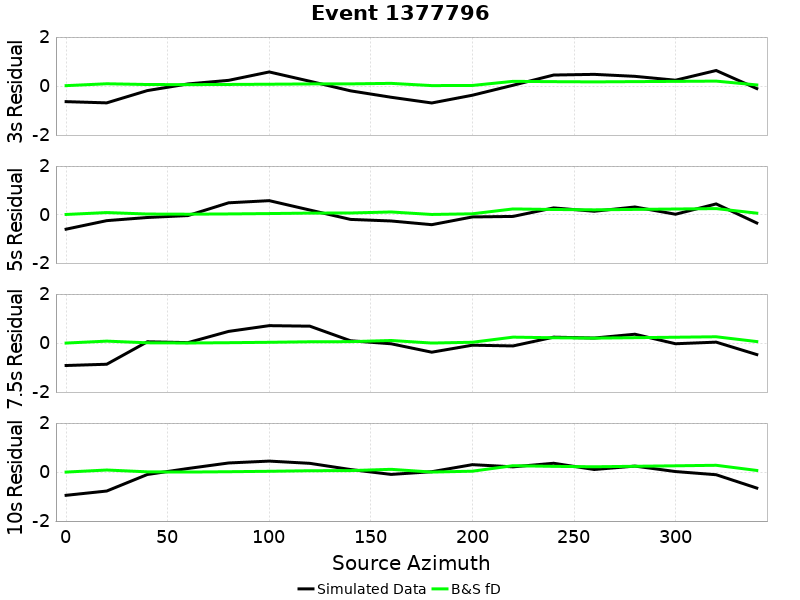 Event 1377796
3s Residual
2
0
-2
5s Residual
2
0
-2
7.5s Residual
2
0
-2
10s Residual
2
0
-2
0 50 100 150 200 250 300
Source Azimuth
Simulated Data B&S fD